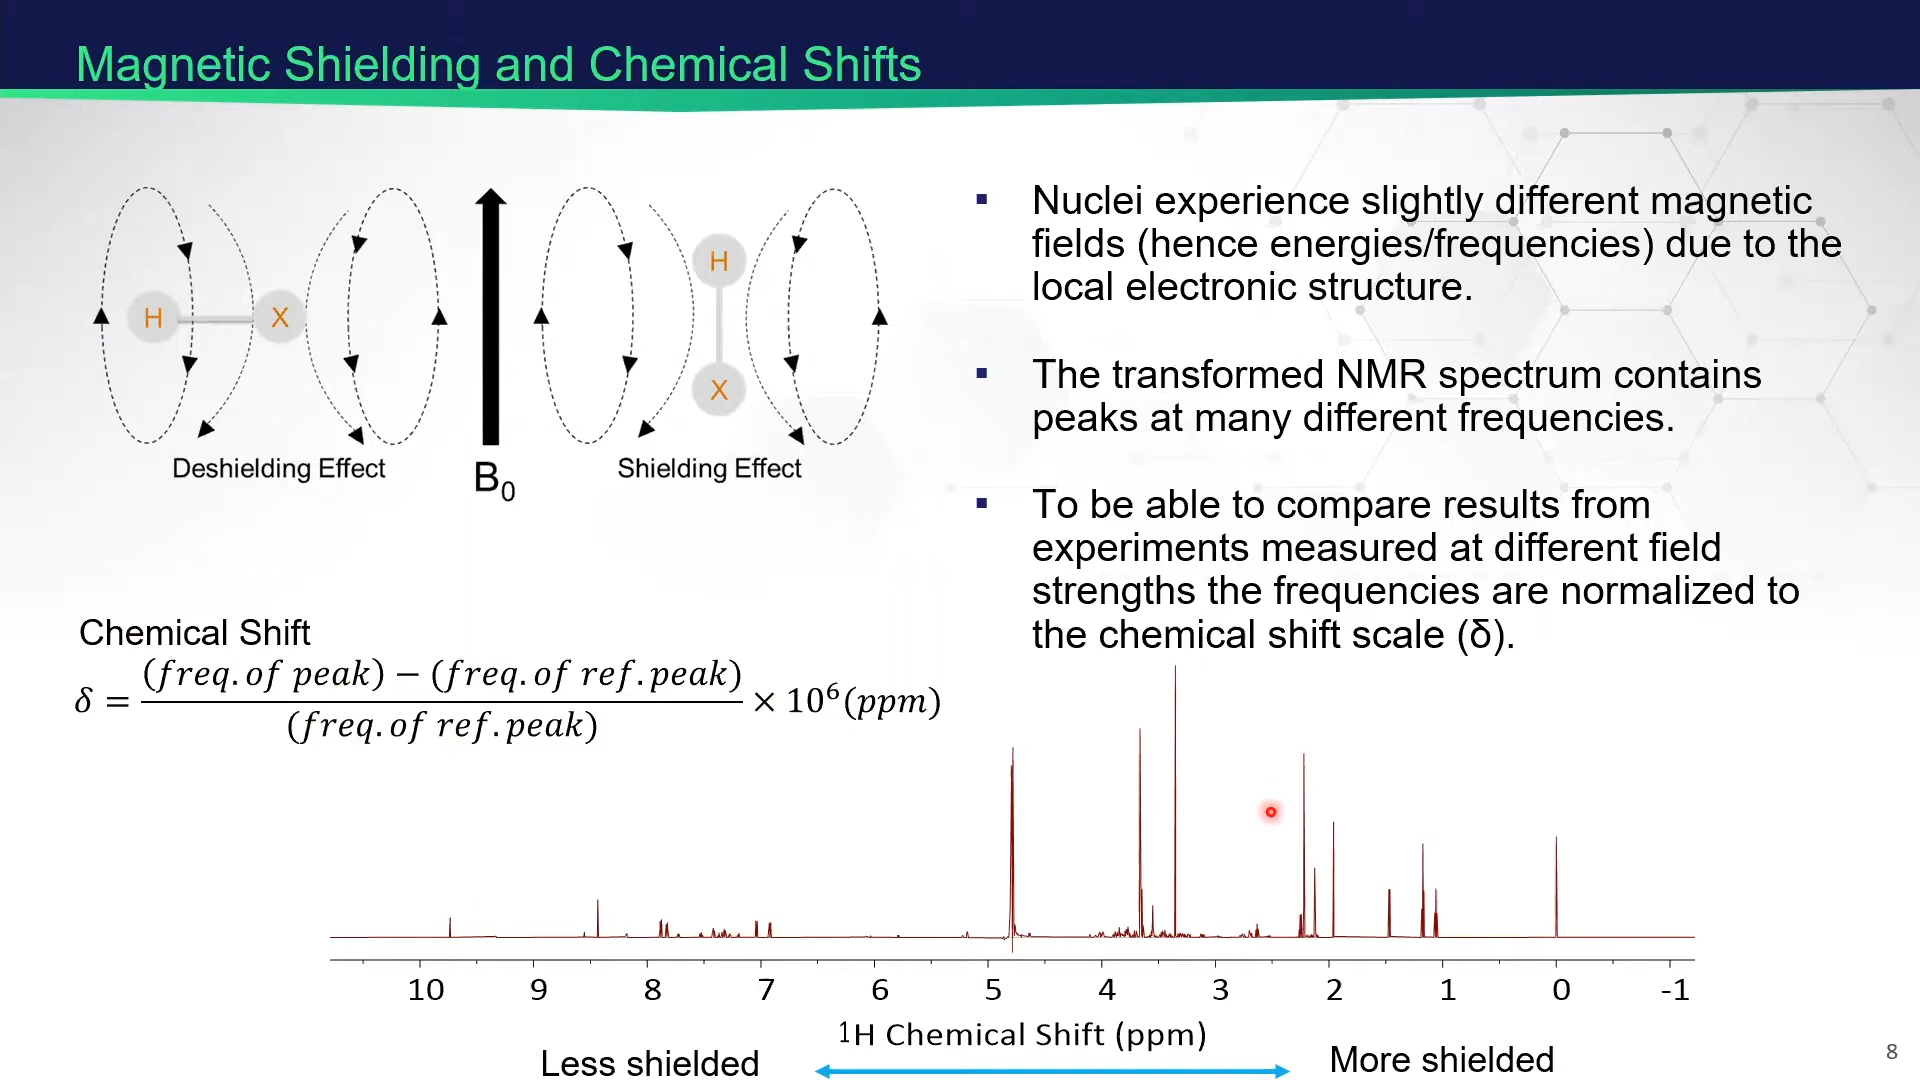 Magnetic Shielding and Chemical Shifts
H
X
Deshielding Effect
B₀
H
X
Shielding Effect
▪ Nuclei experience slightly different magnetic
fields (hence energies/frequencies) due to the
local electronic structure.
▪ The transformed NMR spectrum contains
peaks at many different frequencies.
▪ To be able to compare results from
experiments measured at different field
strengths the frequencies are normalized to
the chemical shift scale (δ).
Chemical Shift
δ = (freq. of peak) − (freq. of ref. peak) / (freq. of ref. peak) × 10⁶(ppm)
10 9 8 7 6 5 4 3 2 1 0 -1
¹H Chemical Shift (ppm)
Less shielded
More shielded
8